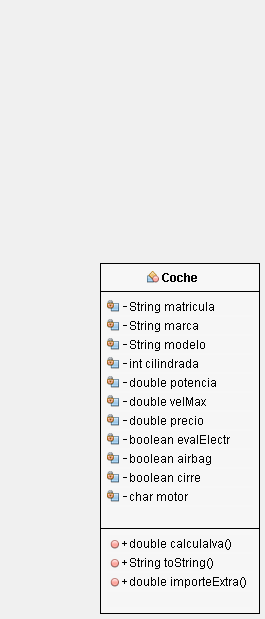 Coche
- String matricula
- String marca
- String modelo
- int cilindrada
- double potencia
- double velMax
- double precio
- boolean evalElectr
- boolean airbag
- boolean cirre
- char motor
+ double calculaIva()
+ String toString()
+ double importeExtra()